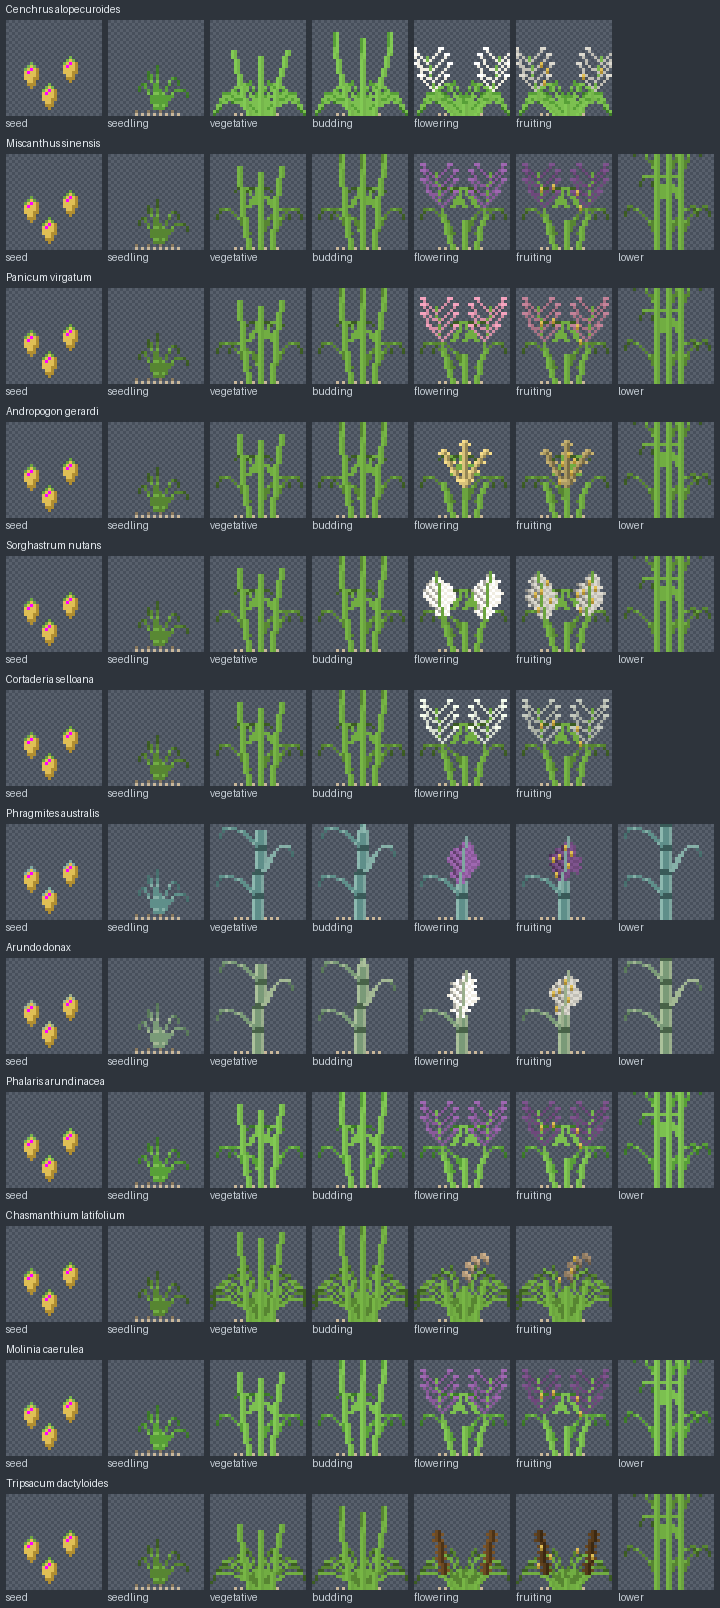 Cenchrus alopecuroides
seed seedling vegetative budding flowering fruiting
Miscanthus sinensis
seed seedling vegetative budding flowering fruiting lower
Panicum virgatum
seed seedling vegetative budding flowering fruiting lower
Andropogon gerardi
seed seedling vegetative budding flowering fruiting lower
Sorghastrum nutans
seed seedling vegetative budding flowering fruiting lower
Cortaderia selloana
seed seedling vegetative budding flowering fruiting
Phragmites australis
seed seedling vegetative budding flowering fruiting lower
Arundo donax
seed seedling vegetative budding flowering fruiting lower
Phalaris arundinacea
seed seedling vegetative budding flowering fruiting lower
Chasmanthium latifolium
seed seedling vegetative budding flowering fruiting
Molinia caerulea
seed seedling vegetative budding flowering fruiting lower
Tripsacum dactyloides
seed seedling vegetative budding flowering fruiting lower